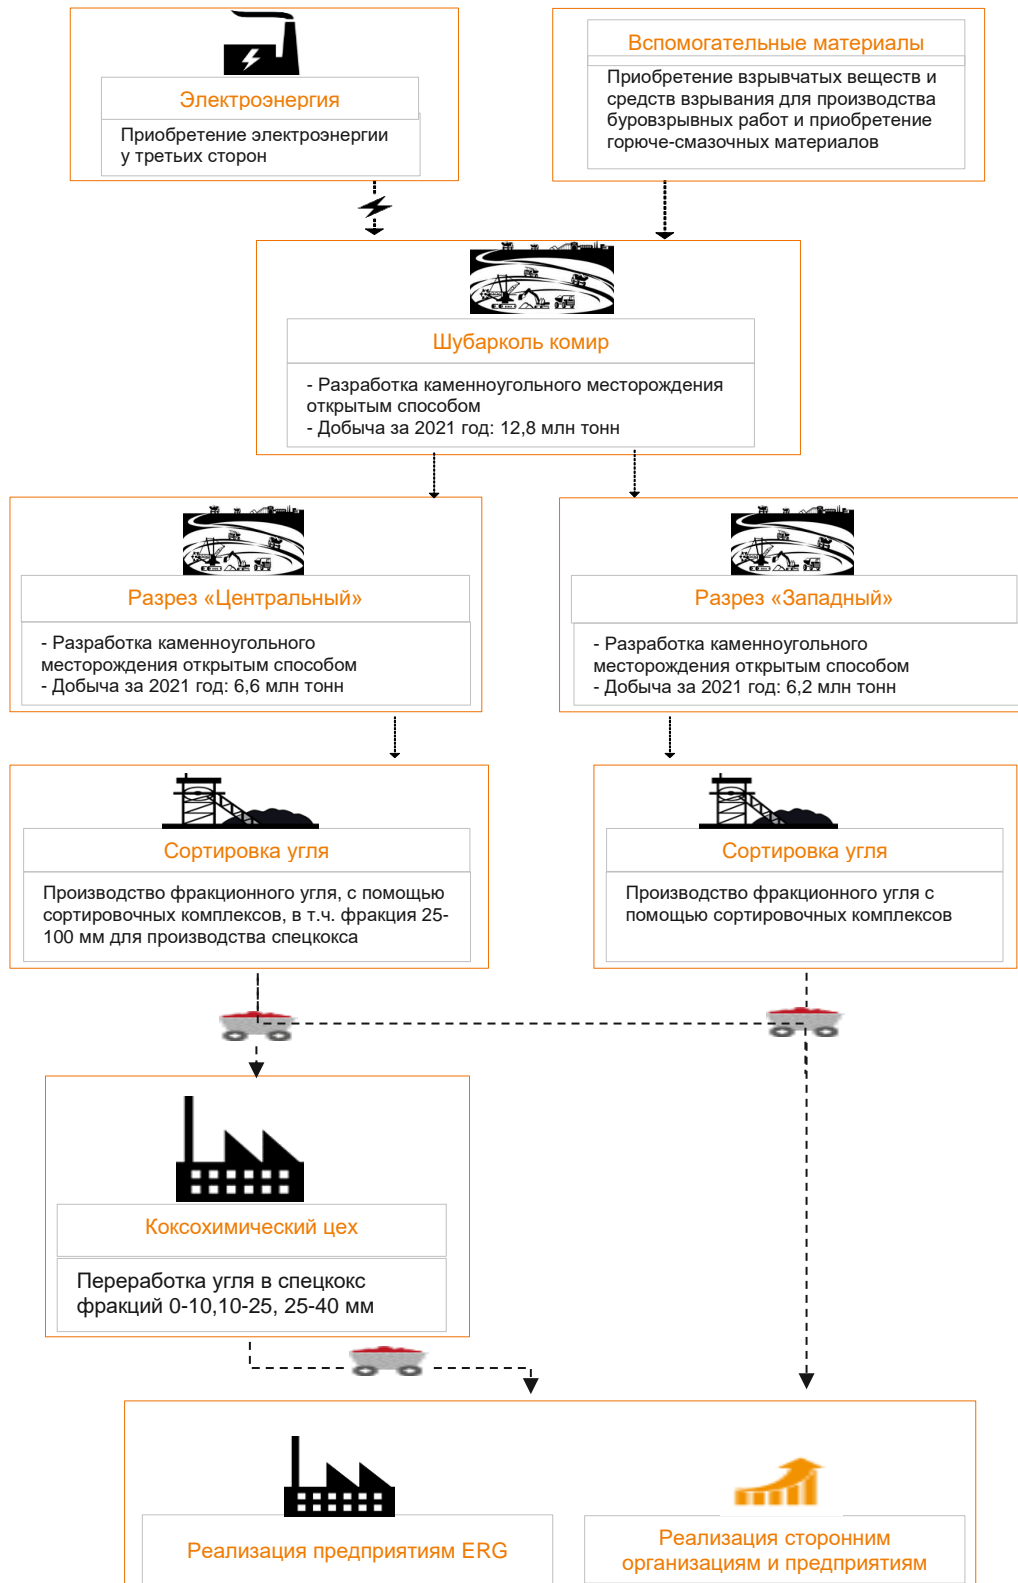 Электроэнергия
Приобретение электроэнергии
у третьих сторон
Вспомогательные материалы
Приобретение взрывчатых веществ и
средств взрывания для производства
буровзрывных работ и приобретение
горюче-смазочных материалов
Шубарколь комир
- Разработка каменноугольного месторождения
открытым способом
- Добыча за 2021 год: 12,8 млн тонн
Разрез «Центральный»
- Разработка каменноугольного
месторождения открытым способом
- Добыча за 2021 год: 6,6 млн тонн
Разрез «Западный»
- Разработка каменноугольного
месторождения открытым способом
- Добыча за 2021 год: 6,2 млн тонн
Сортировка угля
Производство фракционного угля, с помощью
сортировочных комплексов, в т.ч. фракция 25-
100 мм для производства спецкокса
Сортировка угля
Производство фракционного угля с
помощью сортировочных комплексов
Коксохимический цех
Переработка угля в спецкокс
фракций 0-10,10-25, 25-40 мм
Реализация предприятиям ERG
Реализация сторонним
организациям и предприятиям